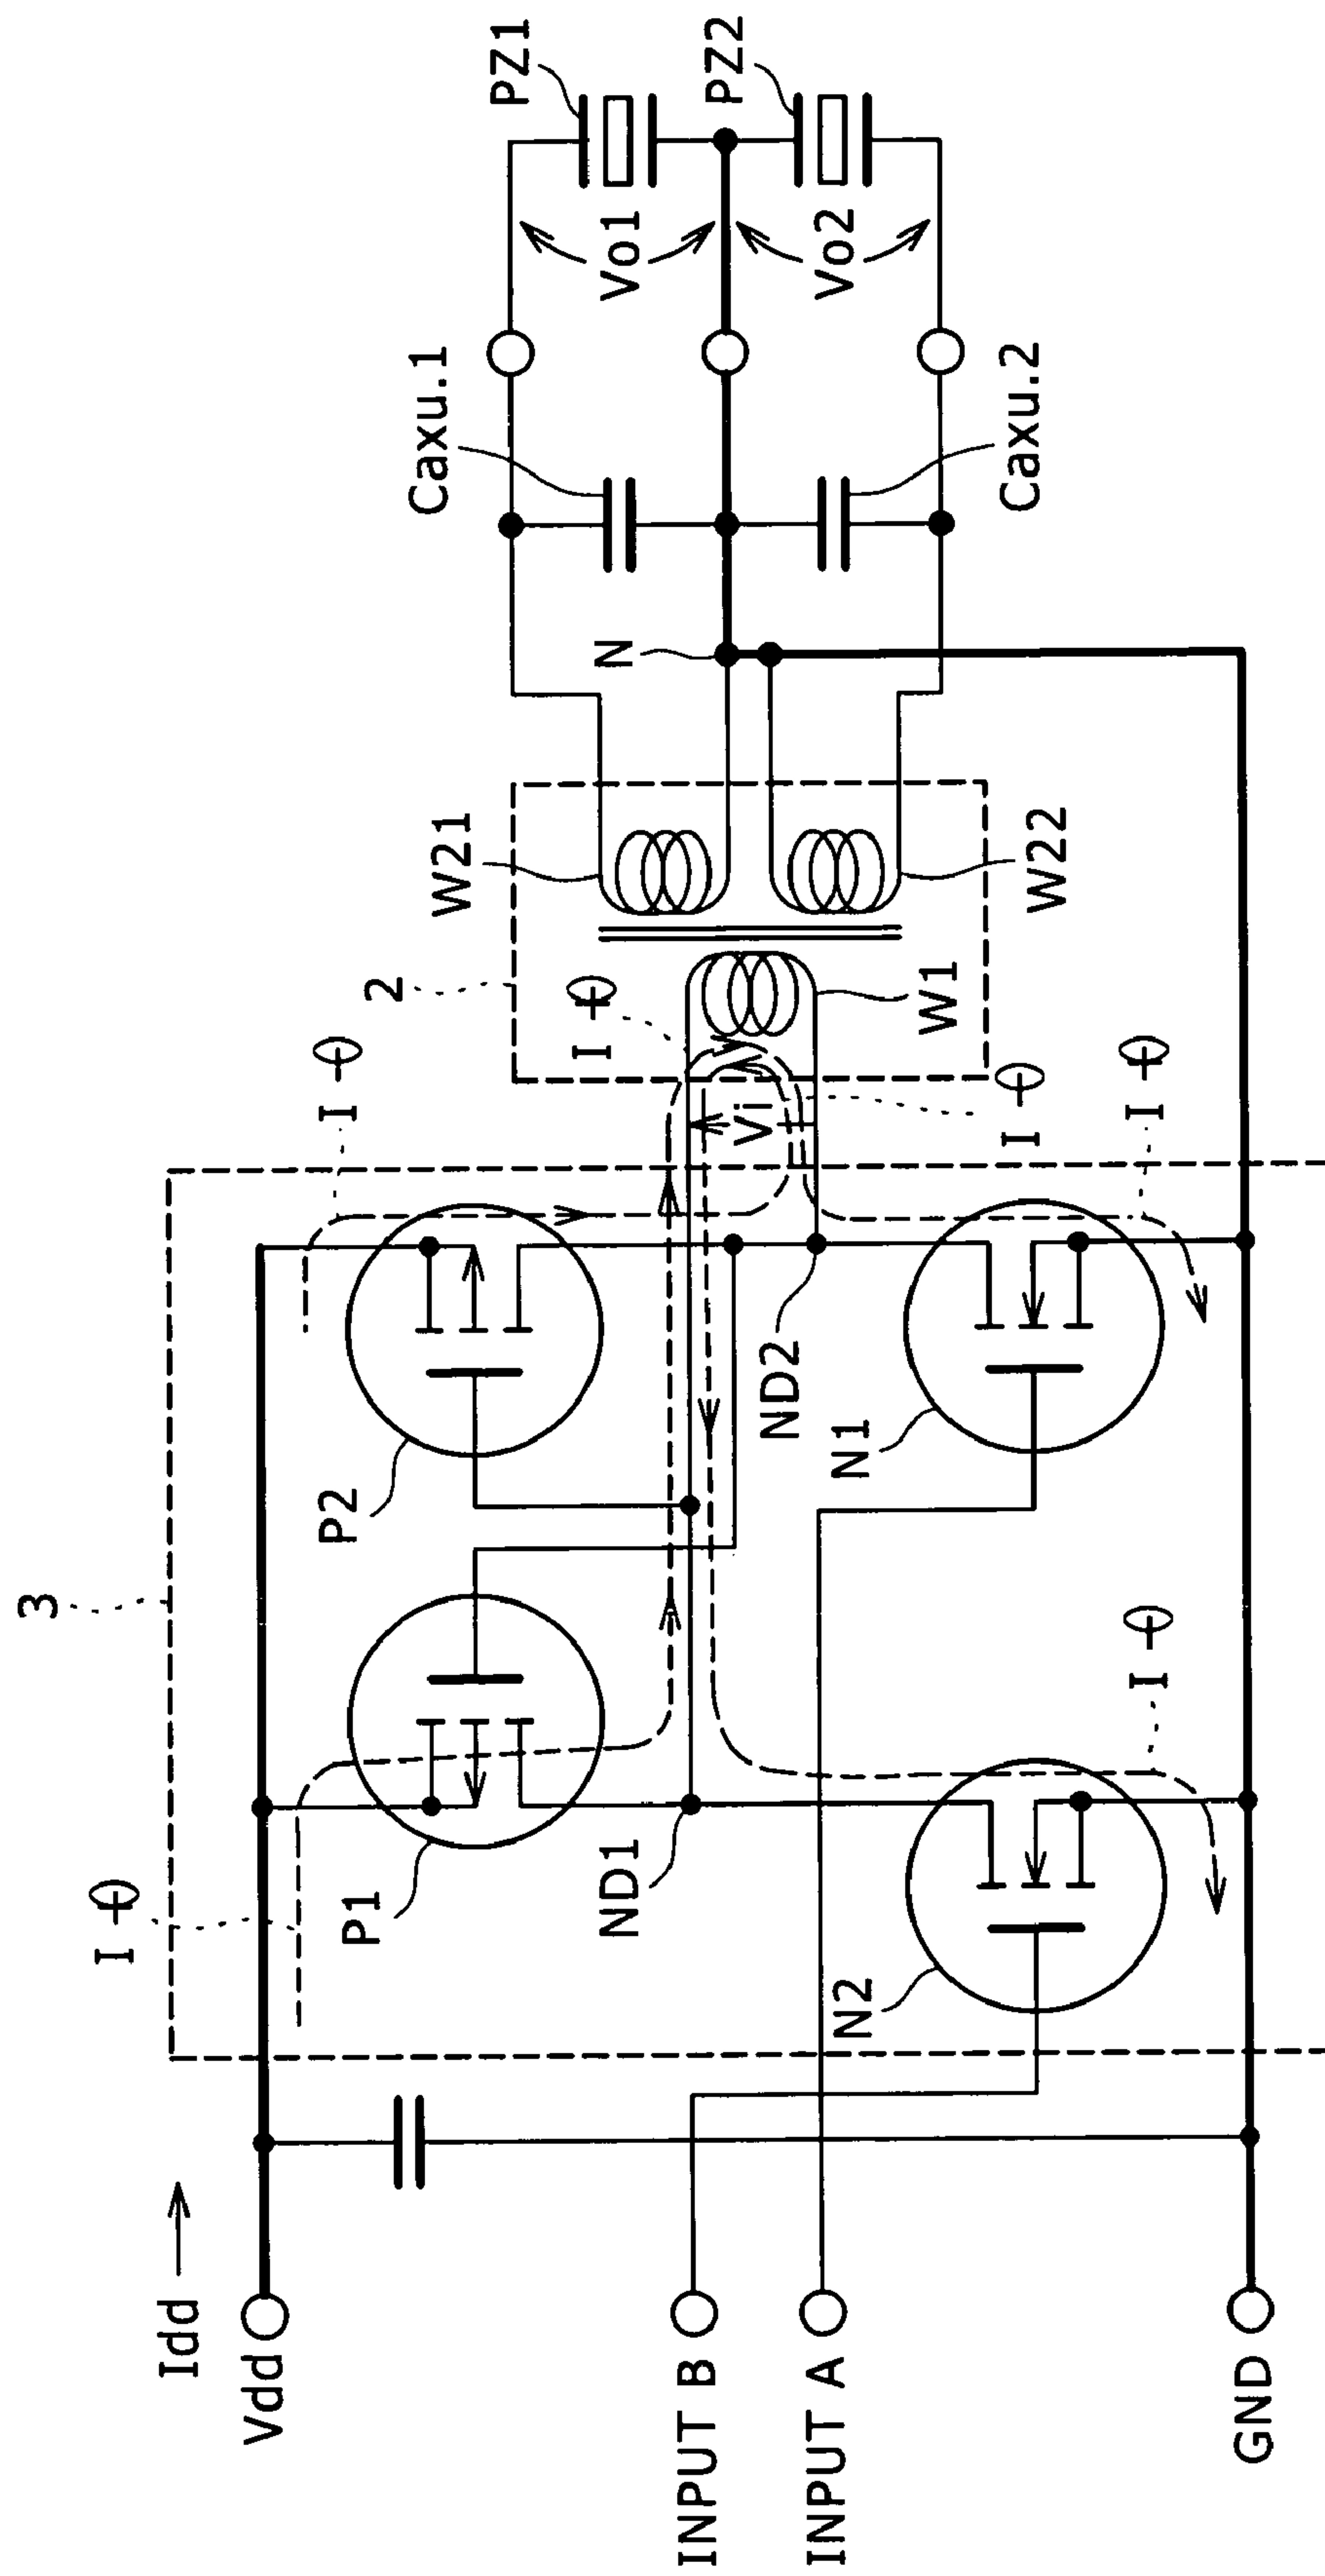 3
I ⊕
Idd →
Vdd
P1
P2
I ⊖
2
Caxu.1
W21
PZ1
I ⊕
ND1
N
Vo1
INPUT B
PZ2
Vi
ND2
INPUT A
Vo2
N2
N1
W1
I ⊖
Caxu.2
W22
I ⊕
I ⊕
GND